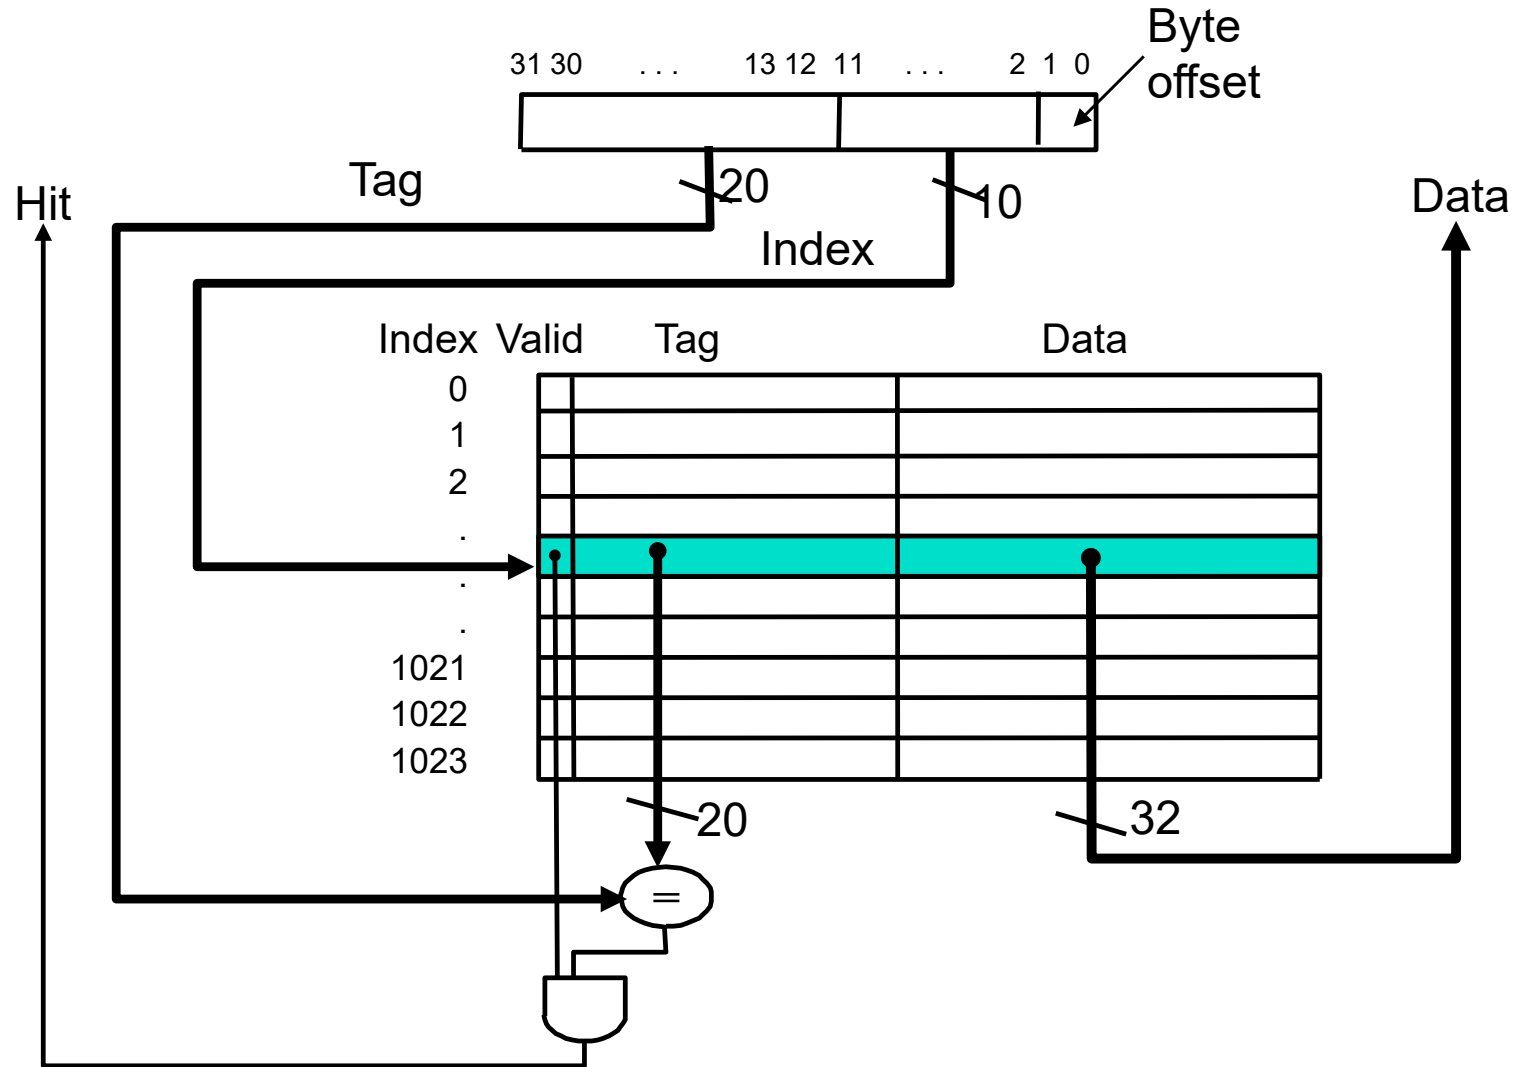 Byte
offset
31 30 . . . 13 12 11 . . . 2 1 0
Tag
20
10
Hit
Data
Index
Index Valid Tag Data
0
1
2
.
.
.
1021
1022
1023
20
32
=